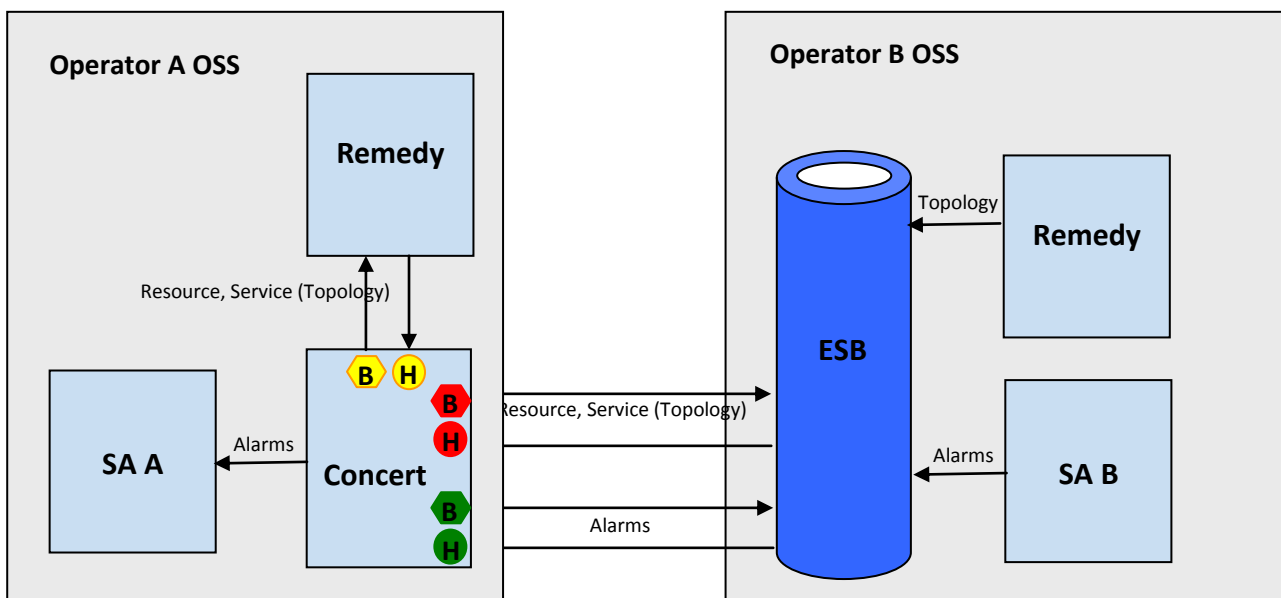 Operator A OSS
Operator B OSS
Remedy
Topology
Remedy
Resource, Service (Topology)
ESB
B H
B
Resource, Service (Topology)
H
SA A
Alarms
Concert
Alarms
SA B
B
Alarms
H